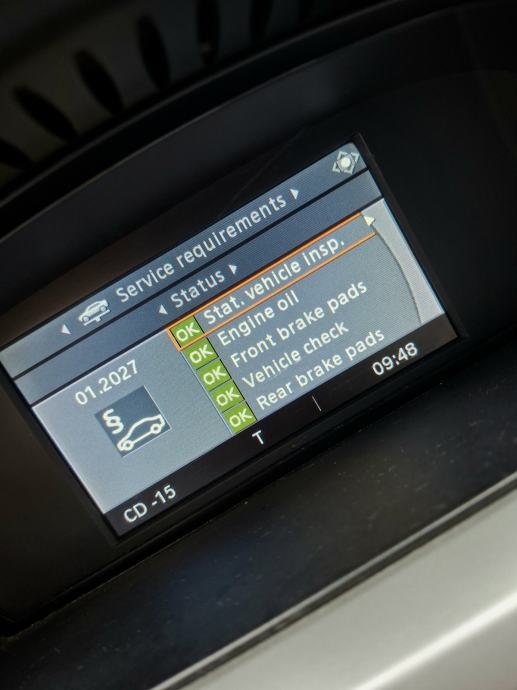 Service requirements
Status
OK Stat. vehicle insp.
OK Engine oil
OK Front brake pads
OK Vehicle check
OK Rear brake pads
01.2027
§
CD -15
T
09:48